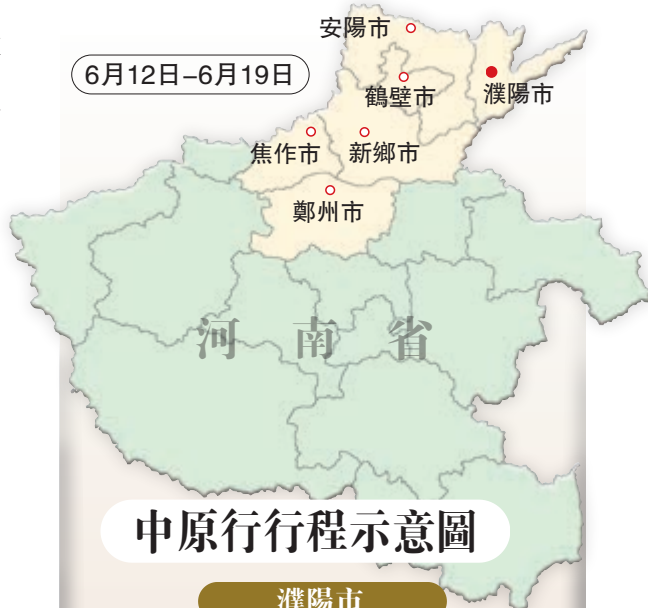 安陽市
6月12日–6月19日
鶴壁市
濮陽市
焦作市
新鄉市
鄭州市
河南省
中原行行程示意圖
濮陽市